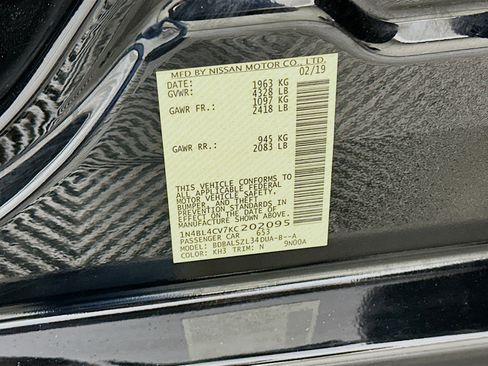 MFD BY NISSAN MOTOR CO., LTD.
02/19
DATE: 1963 KG
GVWR: 4328 LB
1097 KG
GAWR FR.: 2418 LB
945 KG
GAWR RR.: 2083 LB
THIS VEHICLE CONFORMS TO
ALL APPLICABLE FEDERAL
MOTOR VEHICLE SAFETY,
BUMPER, AND THEFT
PREVENTION STANDARDS IN
EFFECT ON THE DATE OF
MANUFACTURE SHOWN ABOVE.
1N4BL4CV7KC202095
PASSENGER CAR 653
MODEL: BDBALSZL34DUA-B--A
COLOR: KH3 TRIM: N 9N00A